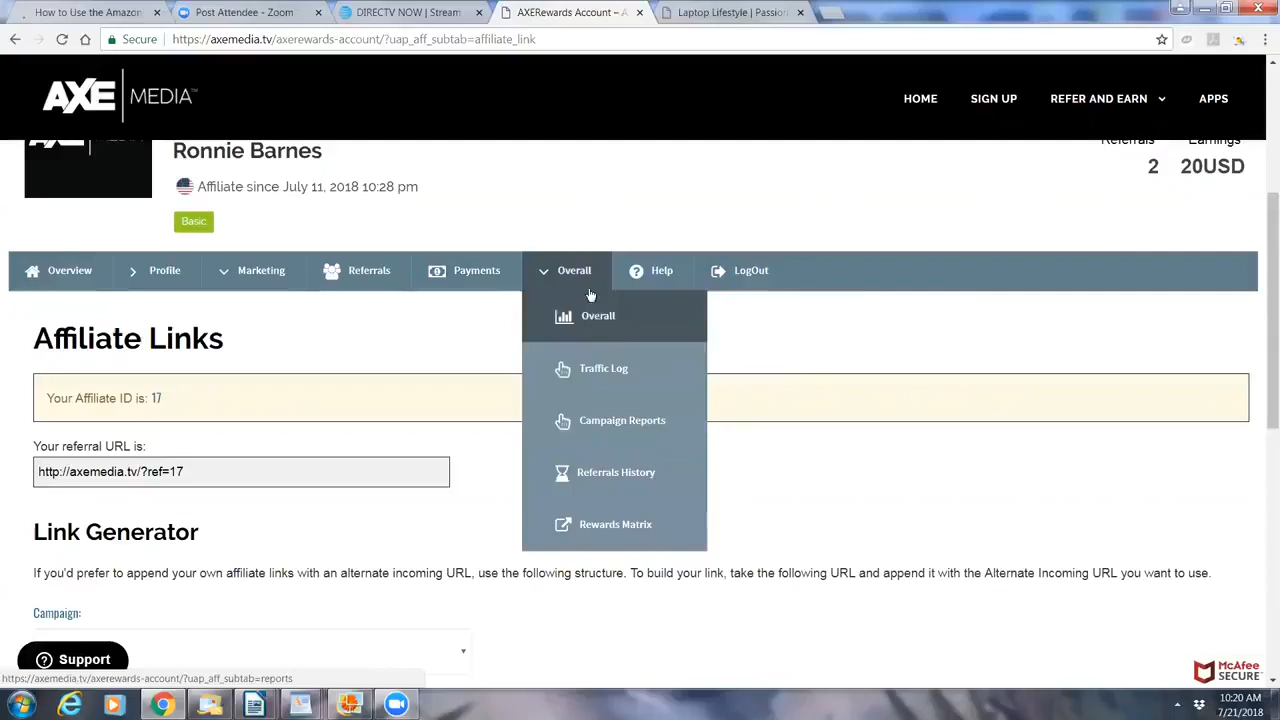 How to Use the Amazon
Post Attendee - Zoom
DIRECTV NOW | Stream
AXERewards Account – A
Laptop Lifestyle | Passion
Secure
https://axemedia.tv/axerewards-account/?uap_aff_subtab=affiliate_link
AXE MEDIA™
HOME
SIGN UP
REFER AND EARN
APPS
Ronnie Barnes
Referrals
Earnings
2
20USD
Affiliate since July 11, 2018 10:28 pm
Basic
Overview
Profile
Marketing
Referrals
Payments
Overall
Help
LogOut
Overall
Traffic Log
Campaign Reports
Referrals History
Rewards Matrix
Affiliate Links
Your Affiliate ID is: 17
Your referral URL is:
http://axemedia.tv/?ref=17
Link Generator
If you'd prefer to append your own affiliate links with an alternate incoming URL, use the following structure. To build your link, take the following URL and append it with the Alternate Incoming URL you want to use.
Campaign:
Support
https://axemedia.tv/axerewards-account/?uap_aff_subtab=reports
McAfee
SECURE™
10:20 AM
7/21/2018